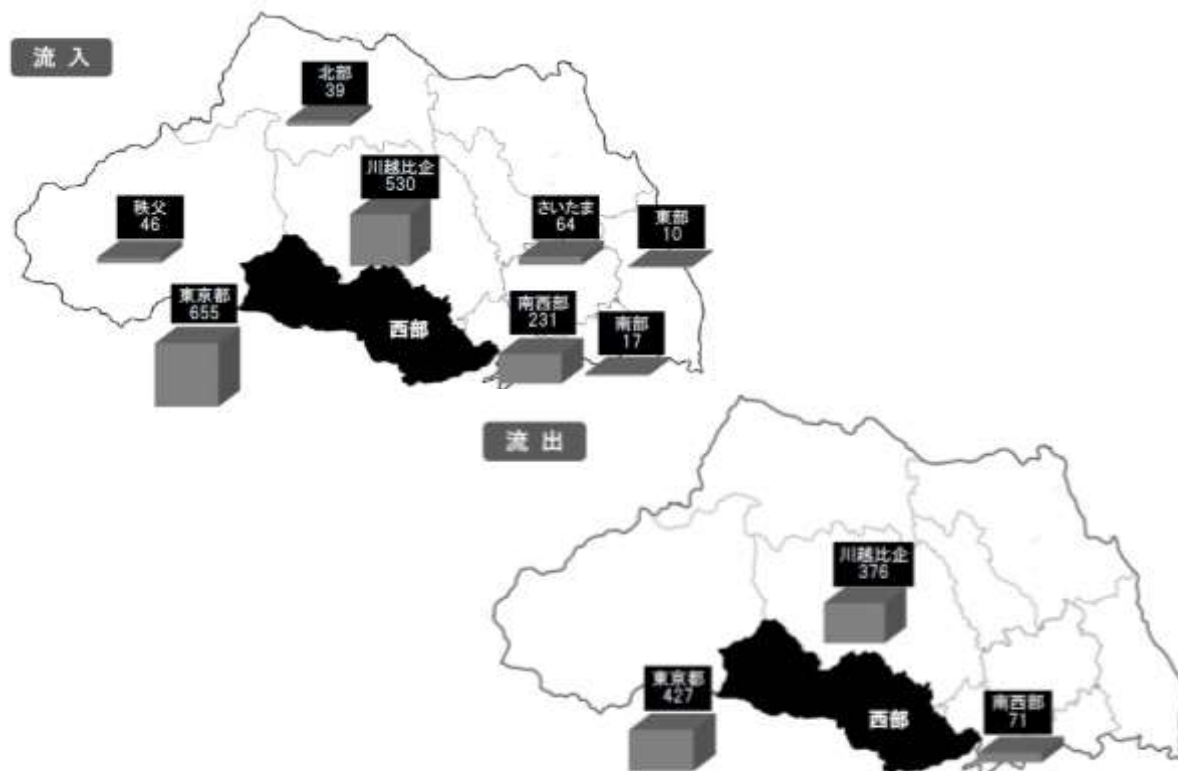 流入
北部
39
川越比企
530
秩父
46
さいたま
64
東部
10
東京都
655
西部
南西部
231
南部
17
流出
川越比企
376
東京都
427
西部
南西部
71